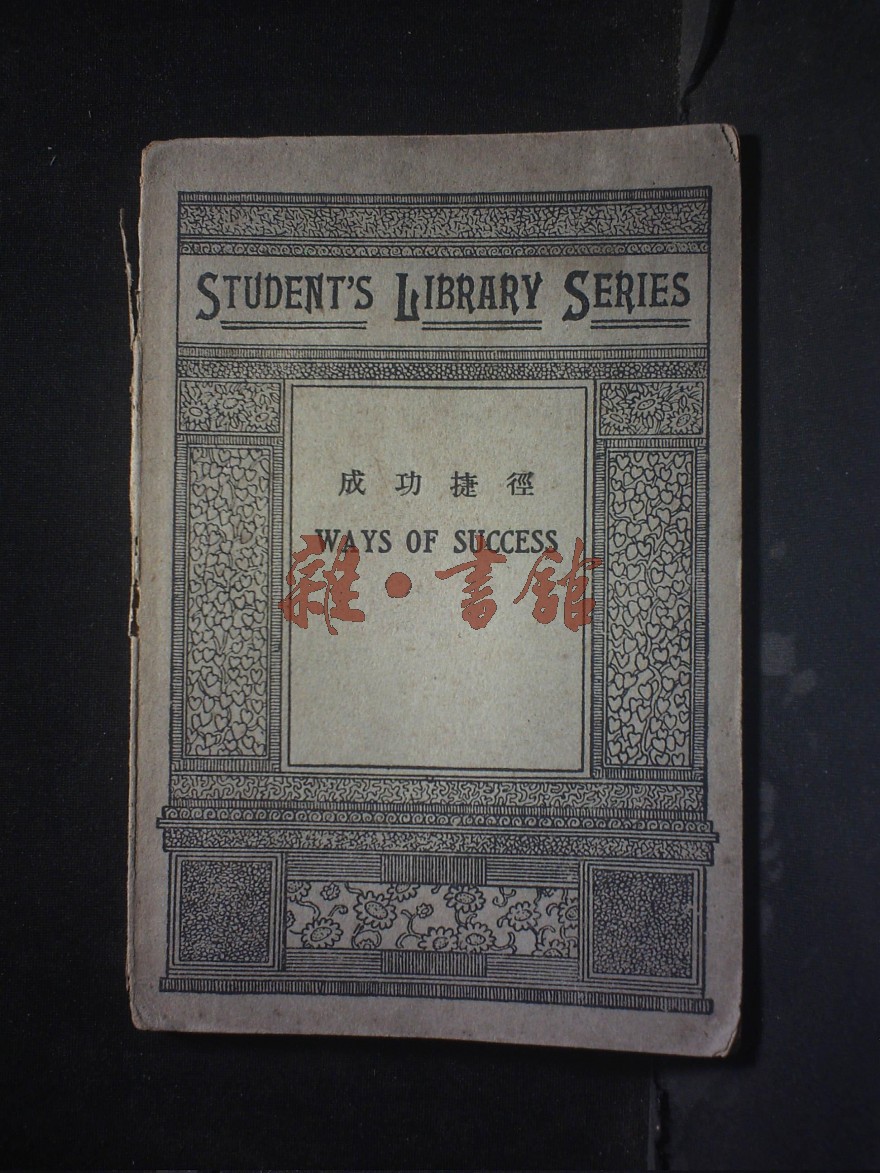 STUDENT'S LIBRARY SERIES
成功捷徑
WAYS OF SUCCESS
雜·書館